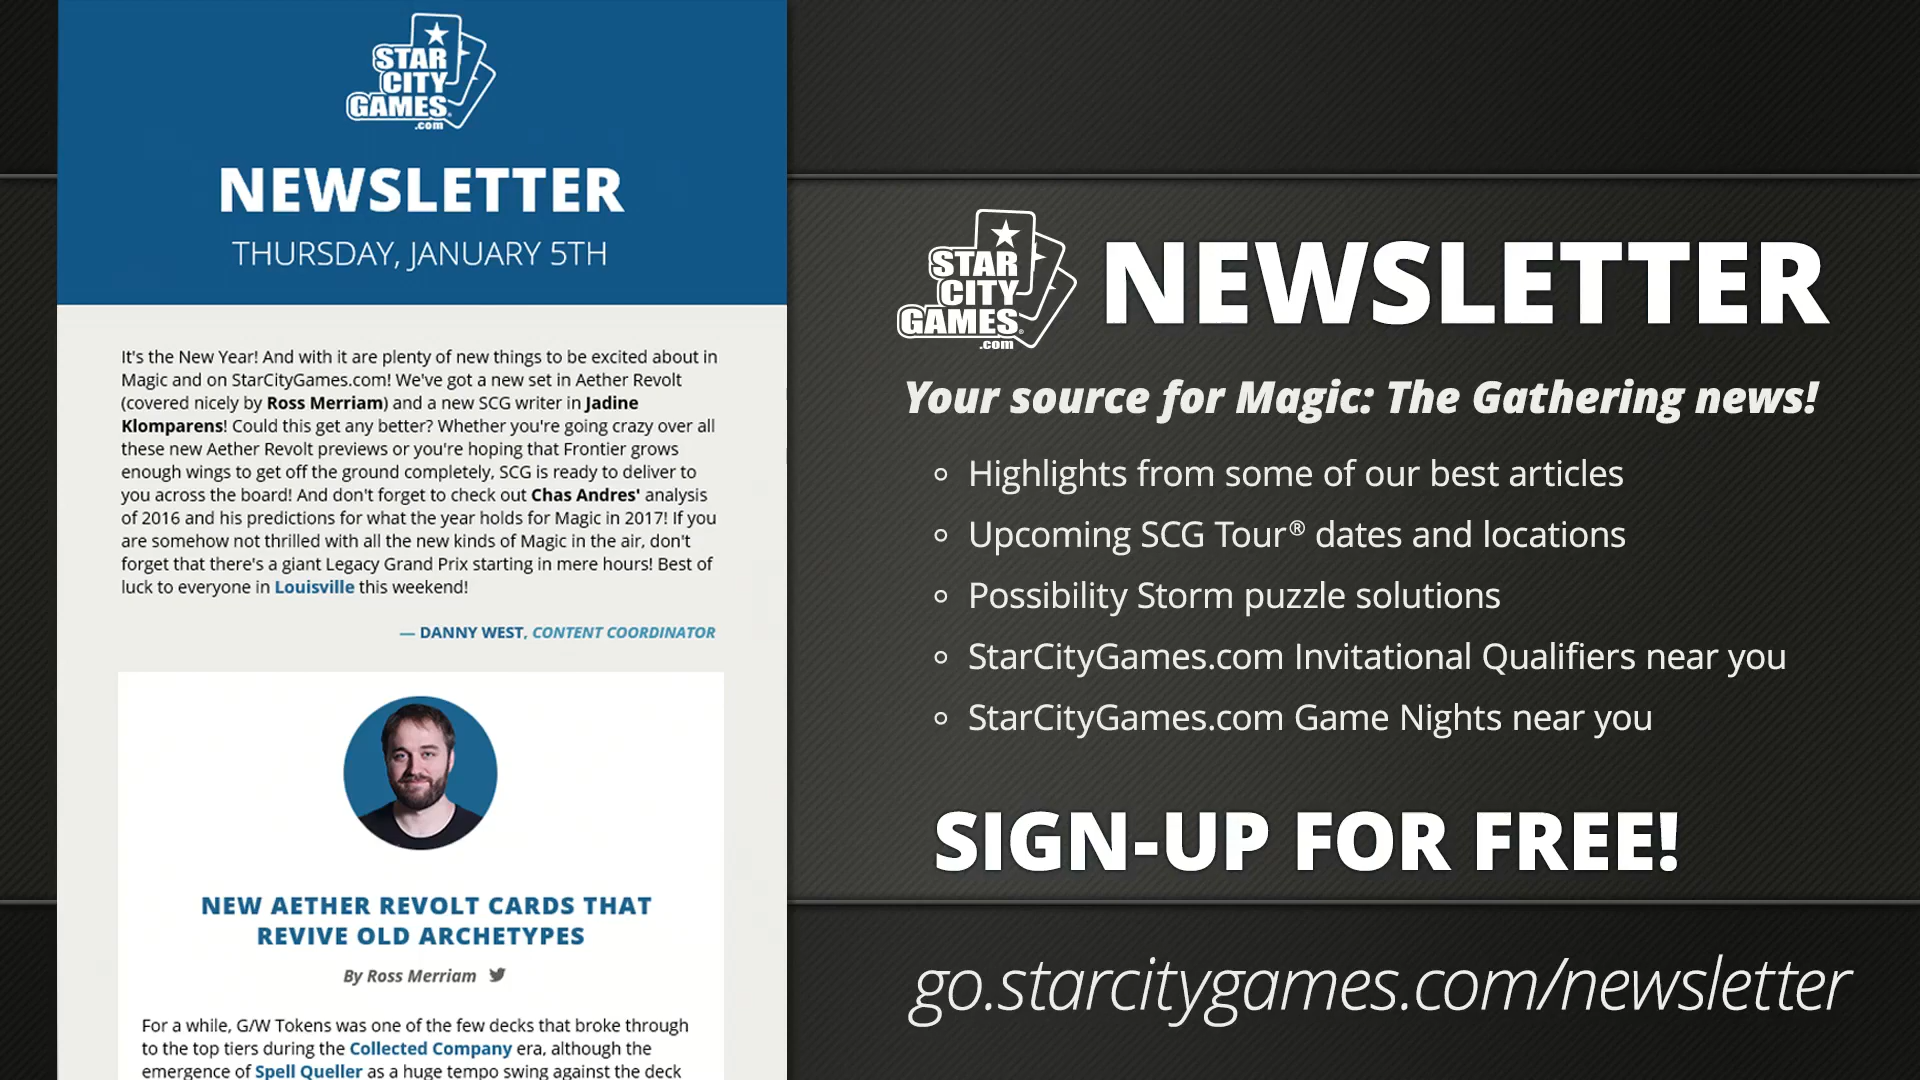 STAR
CITY
GAMES
.com
NEWSLETTER
THURSDAY, JANUARY 5TH
It's the New Year! And with it are plenty of new things to be excited about in
Magic and on StarCityGames.com! We've got a new set in Aether Revolt
(covered nicely by Ross Merriam) and a new SCG writer in Jadine
Klomparens! Could this get any better? Whether you're going crazy over all
these new Aether Revolt previews or you're hoping that Frontier grows
enough wings to get off the ground completely, SCG is ready to deliver to
you across the board! And don't forget to check out Chas Andres' analysis
of 2016 and his predictions for what the year holds for Magic in 2017! If you
are somehow not thrilled with all the new kinds of Magic in the air, don't
forget that there's a giant Legacy Grand Prix starting in mere hours! Best of
luck to everyone in Louisville this weekend!
— DANNY WEST, CONTENT COORDINATOR
NEW AETHER REVOLT CARDS THAT
REVIVE OLD ARCHETYPES
By Ross Merriam
For a while, G/W Tokens was one of the few decks that broke through
to the top tiers during the Collected Company era, although the
emergence of Spell Queller as a huge tempo swing against the deck
STAR
CITY
GAMES®
.com
NEWSLETTER
Your source for Magic: The Gathering news!
◦ Highlights from some of our best articles
◦ Upcoming SCG Tour® dates and locations
◦ Possibility Storm puzzle solutions
◦ StarCityGames.com Invitational Qualifiers near you
◦ StarCityGames.com Game Nights near you
SIGN-UP FOR FREE!
go.starcitygames.com/newsletter